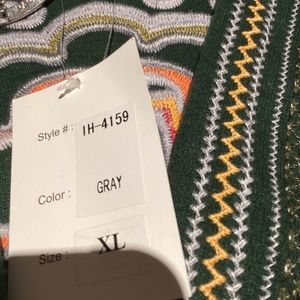 Style #: IH-4159
Color: GRAY
Size: XL